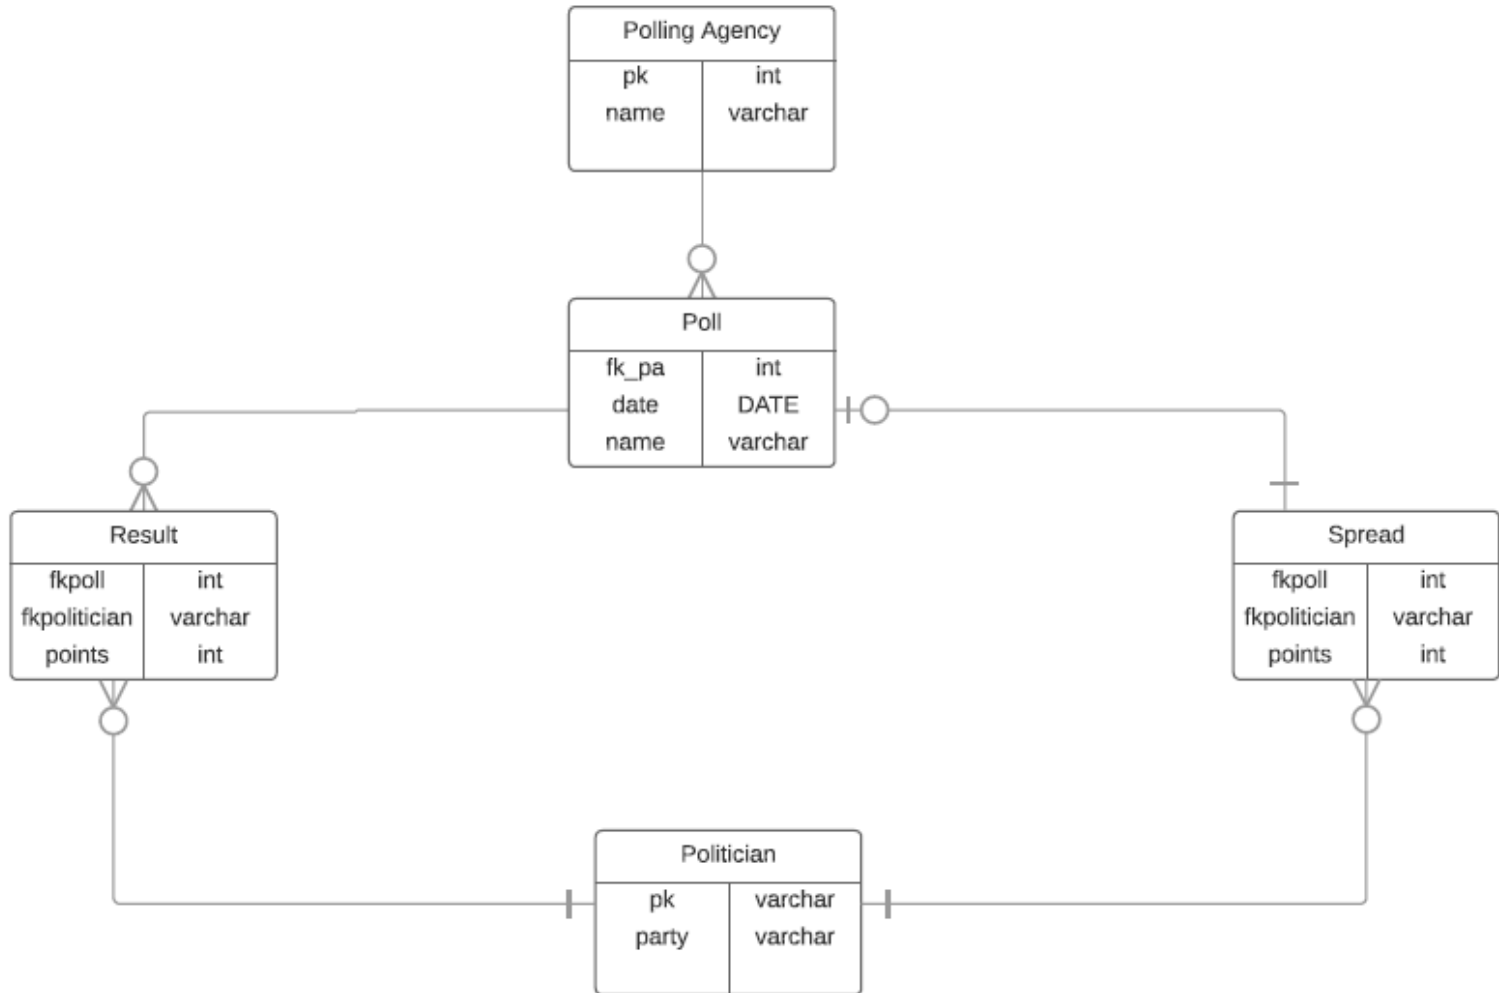 Polling Agency
pk int
name varchar
Poll
fk_pa int
date DATE
name varchar
Result
fkpoll int
fkpolitician varchar
points int
Spread
fkpoll int
fkpolitician varchar
points int
Politician
pk varchar
party varchar